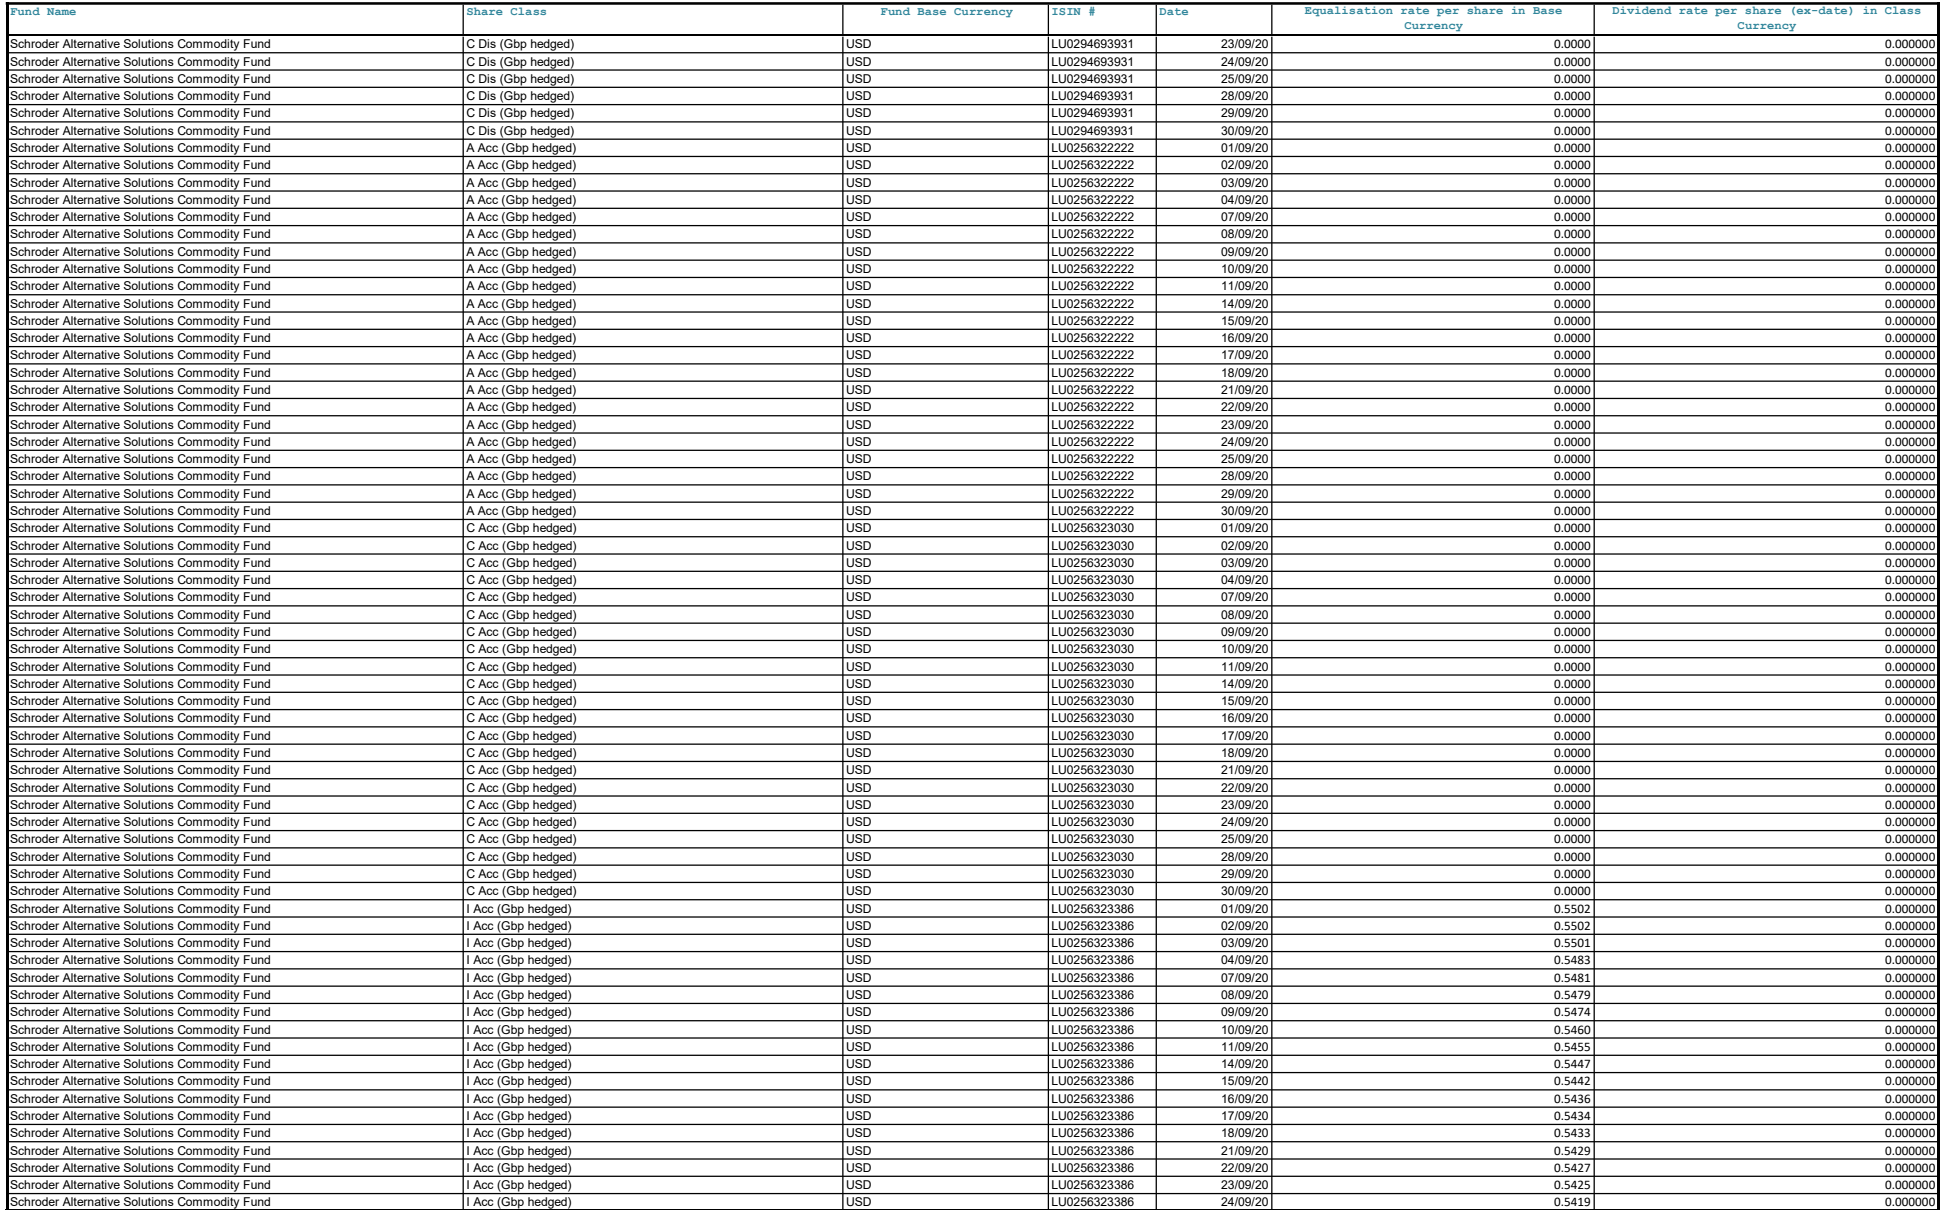 Fund Name Share Class Fund Base Currency ISIN # Date Equalisation rate per share in Base Currency Dividend rate per share (ex-date) in Class Currency
Schroder Alternative Solutions Commodity Fund C Dis (Gbp hedged) USD LU0294693931 23/09/20 0.0000 0.000000
Schroder Alternative Solutions Commodity Fund C Dis (Gbp hedged) USD LU0294693931 24/09/20 0.0000 0.000000
Schroder Alternative Solutions Commodity Fund C Dis (Gbp hedged) USD LU0294693931 25/09/20 0.0000 0.000000
Schroder Alternative Solutions Commodity Fund C Dis (Gbp hedged) USD LU0294693931 28/09/20 0.0000 0.000000
Schroder Alternative Solutions Commodity Fund C Dis (Gbp hedged) USD LU0294693931 29/09/20 0.0000 0.000000
Schroder Alternative Solutions Commodity Fund C Dis (Gbp hedged) USD LU0294693931 30/09/20 0.0000 0.000000
Schroder Alternative Solutions Commodity Fund A Acc (Gbp hedged) USD LU0256322222 01/09/20 0.0000 0.000000
Schroder Alternative Solutions Commodity Fund A Acc (Gbp hedged) USD LU0256322222 02/09/20 0.0000 0.000000
Schroder Alternative Solutions Commodity Fund A Acc (Gbp hedged) USD LU0256322222 03/09/20 0.0000 0.000000
Schroder Alternative Solutions Commodity Fund A Acc (Gbp hedged) USD LU0256322222 04/09/20 0.0000 0.000000
Schroder Alternative Solutions Commodity Fund A Acc (Gbp hedged) USD LU0256322222 07/09/20 0.0000 0.000000
Schroder Alternative Solutions Commodity Fund A Acc (Gbp hedged) USD LU0256322222 08/09/20 0.0000 0.000000
Schroder Alternative Solutions Commodity Fund A Acc (Gbp hedged) USD LU0256322222 09/09/20 0.0000 0.000000
Schroder Alternative Solutions Commodity Fund A Acc (Gbp hedged) USD LU0256322222 10/09/20 0.0000 0.000000
Schroder Alternative Solutions Commodity Fund A Acc (Gbp hedged) USD LU0256322222 11/09/20 0.0000 0.000000
Schroder Alternative Solutions Commodity Fund A Acc (Gbp hedged) USD LU0256322222 14/09/20 0.0000 0.000000
Schroder Alternative Solutions Commodity Fund A Acc (Gbp hedged) USD LU0256322222 15/09/20 0.0000 0.000000
Schroder Alternative Solutions Commodity Fund A Acc (Gbp hedged) USD LU0256322222 16/09/20 0.0000 0.000000
Schroder Alternative Solutions Commodity Fund A Acc (Gbp hedged) USD LU0256322222 17/09/20 0.0000 0.000000
Schroder Alternative Solutions Commodity Fund A Acc (Gbp hedged) USD LU0256322222 18/09/20 0.0000 0.000000
Schroder Alternative Solutions Commodity Fund A Acc (Gbp hedged) USD LU0256322222 21/09/20 0.0000 0.000000
Schroder Alternative Solutions Commodity Fund A Acc (Gbp hedged) USD LU0256322222 22/09/20 0.0000 0.000000
Schroder Alternative Solutions Commodity Fund A Acc (Gbp hedged) USD LU0256322222 23/09/20 0.0000 0.000000
Schroder Alternative Solutions Commodity Fund A Acc (Gbp hedged) USD LU0256322222 24/09/20 0.0000 0.000000
Schroder Alternative Solutions Commodity Fund A Acc (Gbp hedged) USD LU0256322222 25/09/20 0.0000 0.000000
Schroder Alternative Solutions Commodity Fund A Acc (Gbp hedged) USD LU0256322222 28/09/20 0.0000 0.000000
Schroder Alternative Solutions Commodity Fund A Acc (Gbp hedged) USD LU0256322222 29/09/20 0.0000 0.000000
Schroder Alternative Solutions Commodity Fund A Acc (Gbp hedged) USD LU0256322222 30/09/20 0.0000 0.000000
Schroder Alternative Solutions Commodity Fund C Acc (Gbp hedged) USD LU0256323030 01/09/20 0.0000 0.000000
Schroder Alternative Solutions Commodity Fund C Acc (Gbp hedged) USD LU0256323030 02/09/20 0.0000 0.000000
Schroder Alternative Solutions Commodity Fund C Acc (Gbp hedged) USD LU0256323030 03/09/20 0.0000 0.000000
Schroder Alternative Solutions Commodity Fund C Acc (Gbp hedged) USD LU0256323030 04/09/20 0.0000 0.000000
Schroder Alternative Solutions Commodity Fund C Acc (Gbp hedged) USD LU0256323030 07/09/20 0.0000 0.000000
Schroder Alternative Solutions Commodity Fund C Acc (Gbp hedged) USD LU0256323030 08/09/20 0.0000 0.000000
Schroder Alternative Solutions Commodity Fund C Acc (Gbp hedged) USD LU0256323030 09/09/20 0.0000 0.000000
Schroder Alternative Solutions Commodity Fund C Acc (Gbp hedged) USD LU0256323030 10/09/20 0.0000 0.000000
Schroder Alternative Solutions Commodity Fund C Acc (Gbp hedged) USD LU0256323030 11/09/20 0.0000 0.000000
Schroder Alternative Solutions Commodity Fund C Acc (Gbp hedged) USD LU0256323030 14/09/20 0.0000 0.000000
Schroder Alternative Solutions Commodity Fund C Acc (Gbp hedged) USD LU0256323030 15/09/20 0.0000 0.000000
Schroder Alternative Solutions Commodity Fund C Acc (Gbp hedged) USD LU0256323030 16/09/20 0.0000 0.000000
Schroder Alternative Solutions Commodity Fund C Acc (Gbp hedged) USD LU0256323030 17/09/20 0.0000 0.000000
Schroder Alternative Solutions Commodity Fund C Acc (Gbp hedged) USD LU0256323030 18/09/20 0.0000 0.000000
Schroder Alternative Solutions Commodity Fund C Acc (Gbp hedged) USD LU0256323030 21/09/20 0.0000 0.000000
Schroder Alternative Solutions Commodity Fund C Acc (Gbp hedged) USD LU0256323030 22/09/20 0.0000 0.000000
Schroder Alternative Solutions Commodity Fund C Acc (Gbp hedged) USD LU0256323030 23/09/20 0.0000 0.000000
Schroder Alternative Solutions Commodity Fund C Acc (Gbp hedged) USD LU0256323030 24/09/20 0.0000 0.000000
Schroder Alternative Solutions Commodity Fund C Acc (Gbp hedged) USD LU0256323030 25/09/20 0.0000 0.000000
Schroder Alternative Solutions Commodity Fund C Acc (Gbp hedged) USD LU0256323030 28/09/20 0.0000 0.000000
Schroder Alternative Solutions Commodity Fund C Acc (Gbp hedged) USD LU0256323030 29/09/20 0.0000 0.000000
Schroder Alternative Solutions Commodity Fund C Acc (Gbp hedged) USD LU0256323030 30/09/20 0.0000 0.000000
Schroder Alternative Solutions Commodity Fund I Acc (Gbp hedged) USD LU0256323386 01/09/20 0.5502 0.000000
Schroder Alternative Solutions Commodity Fund I Acc (Gbp hedged) USD LU0256323386 02/09/20 0.5502 0.000000
Schroder Alternative Solutions Commodity Fund I Acc (Gbp hedged) USD LU0256323386 03/09/20 0.5501 0.000000
Schroder Alternative Solutions Commodity Fund I Acc (Gbp hedged) USD LU0256323386 04/09/20 0.5483 0.000000
Schroder Alternative Solutions Commodity Fund I Acc (Gbp hedged) USD LU0256323386 07/09/20 0.5481 0.000000
Schroder Alternative Solutions Commodity Fund I Acc (Gbp hedged) USD LU0256323386 08/09/20 0.5479 0.000000
Schroder Alternative Solutions Commodity Fund I Acc (Gbp hedged) USD LU0256323386 09/09/20 0.5474 0.000000
Schroder Alternative Solutions Commodity Fund I Acc (Gbp hedged) USD LU0256323386 10/09/20 0.5460 0.000000
Schroder Alternative Solutions Commodity Fund I Acc (Gbp hedged) USD LU0256323386 11/09/20 0.5455 0.000000
Schroder Alternative Solutions Commodity Fund I Acc (Gbp hedged) USD LU0256323386 14/09/20 0.5447 0.000000
Schroder Alternative Solutions Commodity Fund I Acc (Gbp hedged) USD LU0256323386 15/09/20 0.5442 0.000000
Schroder Alternative Solutions Commodity Fund I Acc (Gbp hedged) USD LU0256323386 16/09/20 0.5436 0.000000
Schroder Alternative Solutions Commodity Fund I Acc (Gbp hedged) USD LU0256323386 17/09/20 0.5434 0.000000
Schroder Alternative Solutions Commodity Fund I Acc (Gbp hedged) USD LU0256323386 18/09/20 0.5433 0.000000
Schroder Alternative Solutions Commodity Fund I Acc (Gbp hedged) USD LU0256323386 21/09/20 0.5429 0.000000
Schroder Alternative Solutions Commodity Fund I Acc (Gbp hedged) USD LU0256323386 22/09/20 0.5427 0.000000
Schroder Alternative Solutions Commodity Fund I Acc (Gbp hedged) USD LU0256323386 23/09/20 0.5425 0.000000
Schroder Alternative Solutions Commodity Fund I Acc (Gbp hedged) USD LU0256323386 24/09/20 0.5419 0.000000